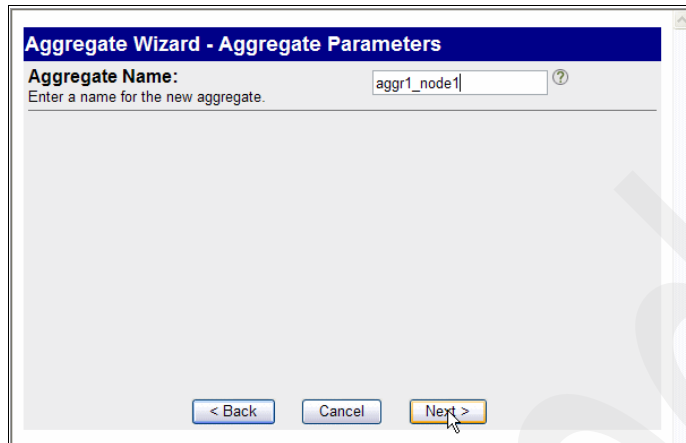 Aggregate Wizard - Aggregate Parameters
Aggregate Name:
aggr1_node1
?
Enter a name for the new aggregate.
< Back
Cancel
Next >